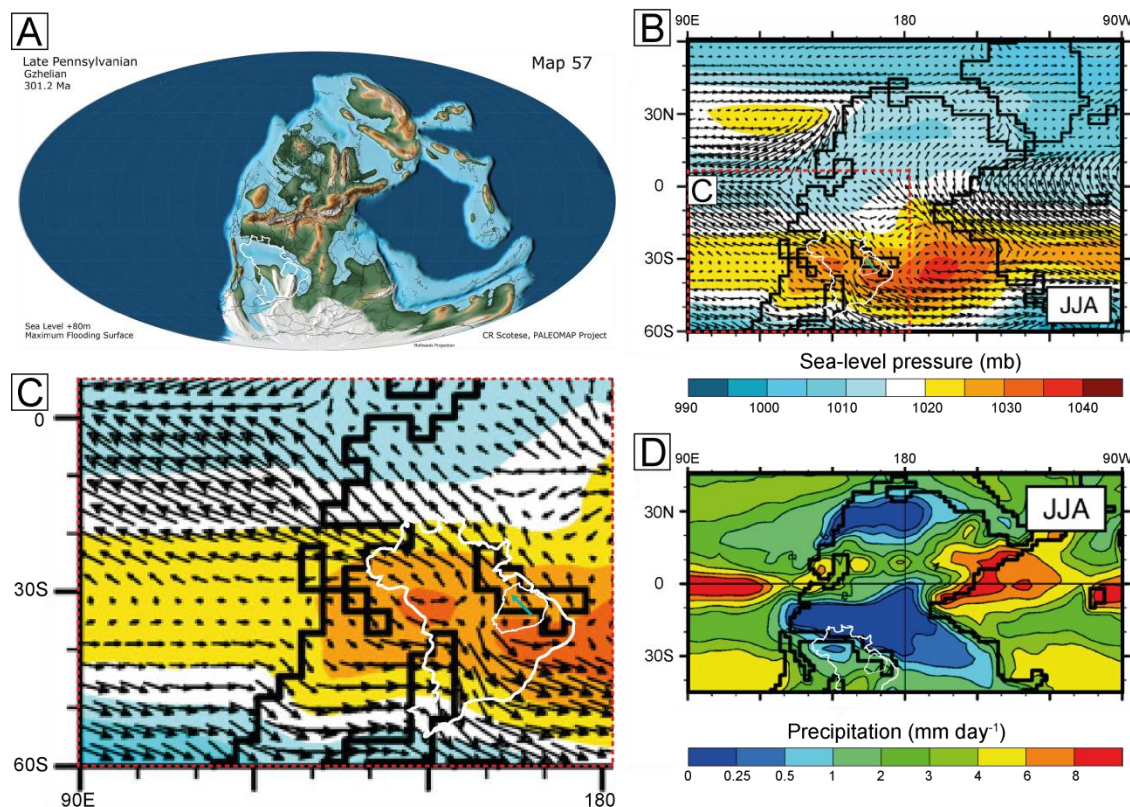 A
Late Pennsylvanian
Gzhelian
301.2 Ma
Map 57
Sea Level +80m
Maximum Flooding Surface
Mollweide Projection
CR Scotese, PALEOMAP Project
B
90E 180 90W
30N
0
30S
60S
C
JJA
Sea-level pressure (mb)
990 1000 1010 1020 1030 1040
C
0
30S
60S
90E 180
D
90E 180 90W
30N
0
30S
JJA
Precipitation (mm day-1)
0 0.25 0.5 1 2 3 4 6 8